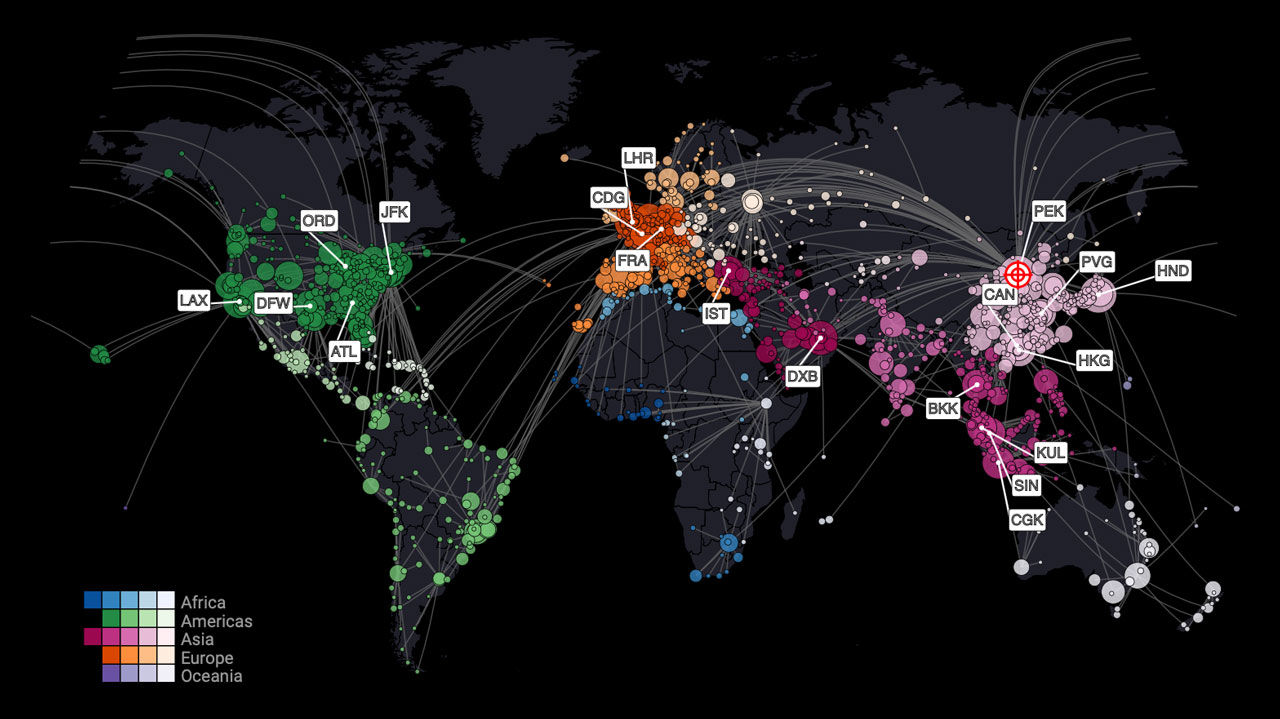 LHR
CDG
JFK
ORD
PEK
PVG
HND
FRA
CAN
LAX
DFW
IST
ATL
HKG
DXB
BKK
KUL
SIN
CGK
Africa
Americas
Asia
Europe
Oceania